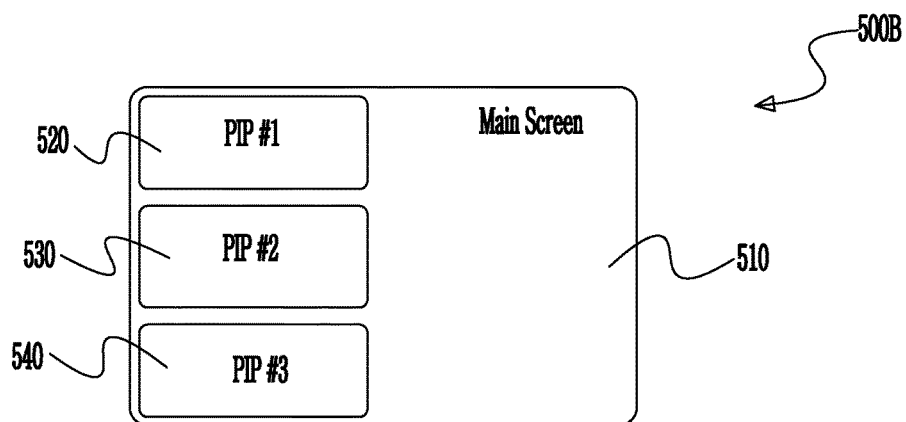 500B
PIP #1
Main Screen
520
PIP #2
530
510
540
PIP #3